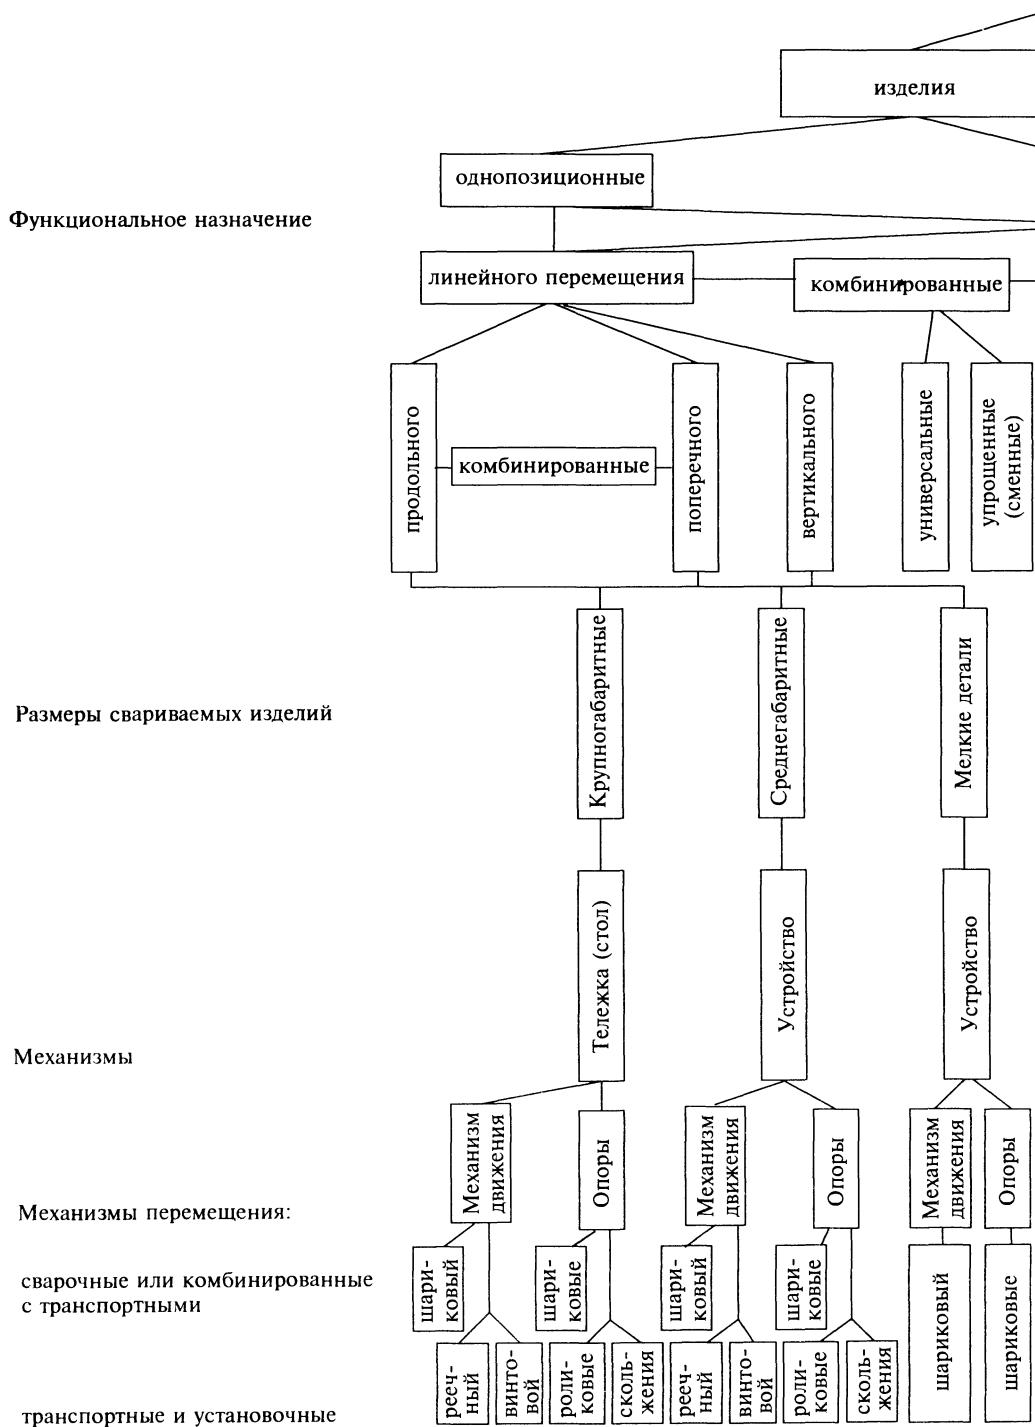 изделия
однопозиционные
Функциональное назначение
линейного перемещения
комбинированные
продольного
комбинированные
поперечного
вертикального
универсальные
упрощенные
(сменные)
Размеры свариваемых изделий
Крупногабаритные
Среднегабаритные
Мелкие детали
Механизмы
Тележка (стол)
Устройство
Устройство
Механизм
движения
Опоры
Механизм
движения
Опоры
Механизм
движения
Опоры
Механизмы перемещения:
сварочные или комбинированные
с транспортными
шари-
ковый
шари-
ковые
шари-
ковый
шари-
ковые
шариковый
шариковые
транспортные и установочные
рееч-
ный
винто-
вой
роли-
ковые
сколь-
жения
рееч-
ный
винто-
вой
роли-
ковые
сколь-
жения